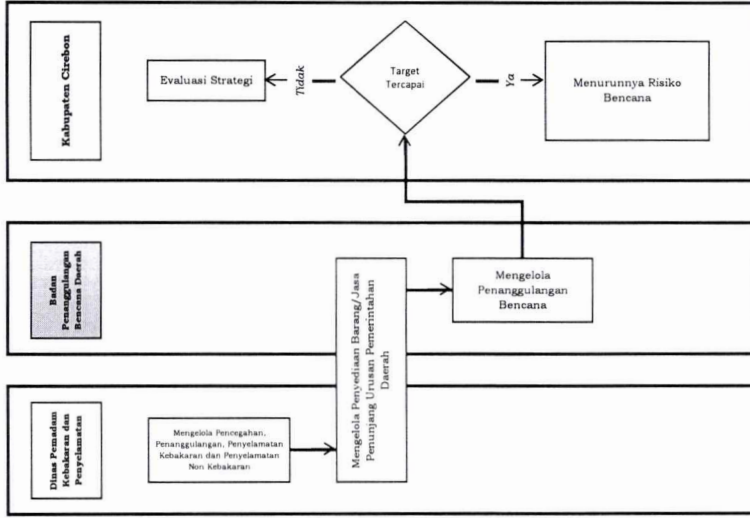 Kabupaten Cirebon
Evaluasi Strategi
Tidak
Target
Tercapai
Ya
Menurunnya Risiko
Bencana
Badan
Penanggulangan
Bencana Daerah
Mengelola Penyediaan Barang/Jasa
Penunjang Urusan Pemerintahan
Daerah
Mengelola
Penanggulangan
Bencana
Dinas Pemadam
Kebakaran dan
Penyelamatan
Mengelola Pencegahan,
Penanggulangan, Penyelamatan
Kebakaran dan Penyelamatan
Non Kebakaran